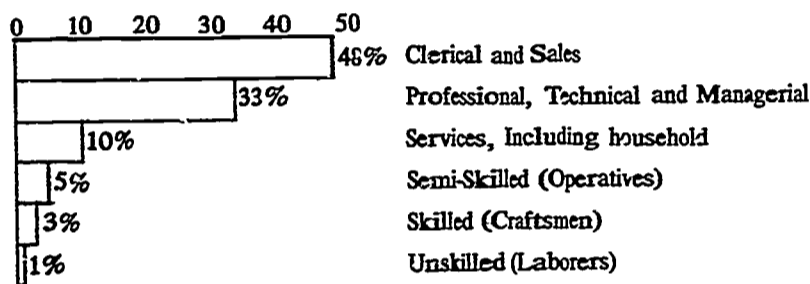 0 10 20 30 40 50
48% Clerical and Sales
33% Professional, Technical and Managerial
10% Services, Including household
5% Semi-Skilled (Operatives)
3% Skilled (Craftsmen)
1% Unskilled (Laborers)